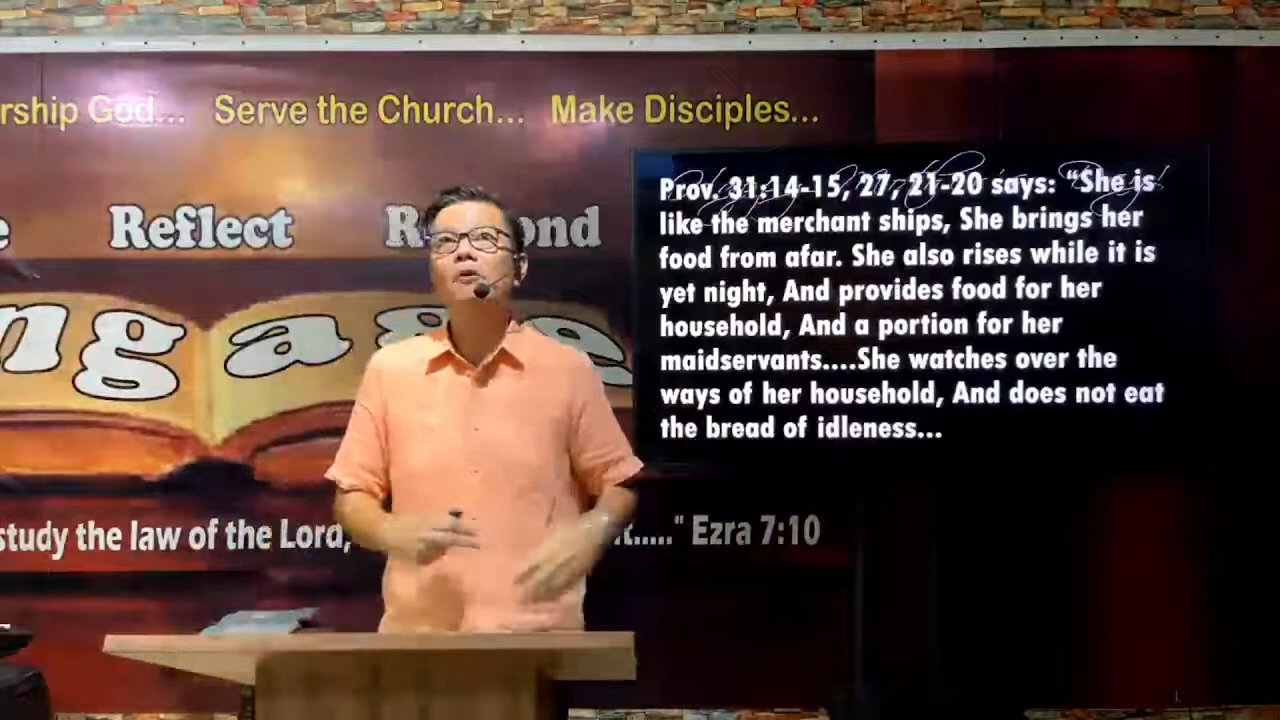 rship God... Serve the Church... Make Disciples...
Reflect
ngage
study the law of the Lord,
t....." Ezra 7:10
Prov. 31:14-15, 27, 21-20 says: “She is
like the merchant ships, She brings her
food from afar. She also rises while it is
yet night, And provides food for her
household, And a portion for her
maidservants....She watches over the
ways of her household, And does not eat
the bread of idleness...